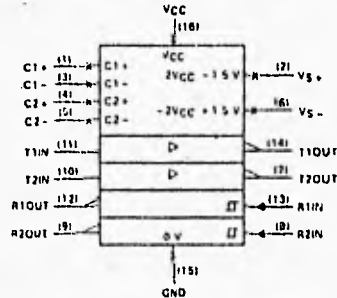 VCC
(16)
VCC
C1+ (1) C1+ 2VCC - 1.5 V (2) VS+
C1- (3) C1-
C2+ (4) C2+ -2VCC + 1.5 V (6) VS-
C2- (5) C2-
T1IN (11) (14) T1OUT
T2IN (10) (7) T2OUT
R1OUT (12) (13) R1IN
R2OUT (9) (8) R2IN
0 V
(15)
GND